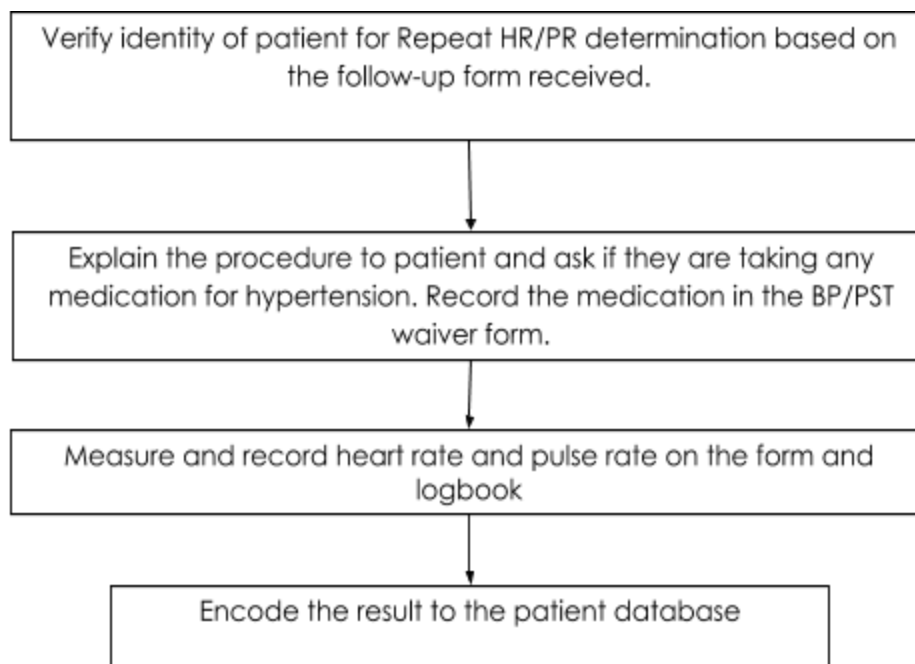 Verify identity of patient for Repeat HR/PR determination based on
the follow-up form received.
Explain the procedure to patient and ask if they are taking any
medication for hypertension. Record the medication in the BP/PST
waiver form.
Measure and record heart rate and pulse rate on the form and
logbook
Encode the result to the patient database